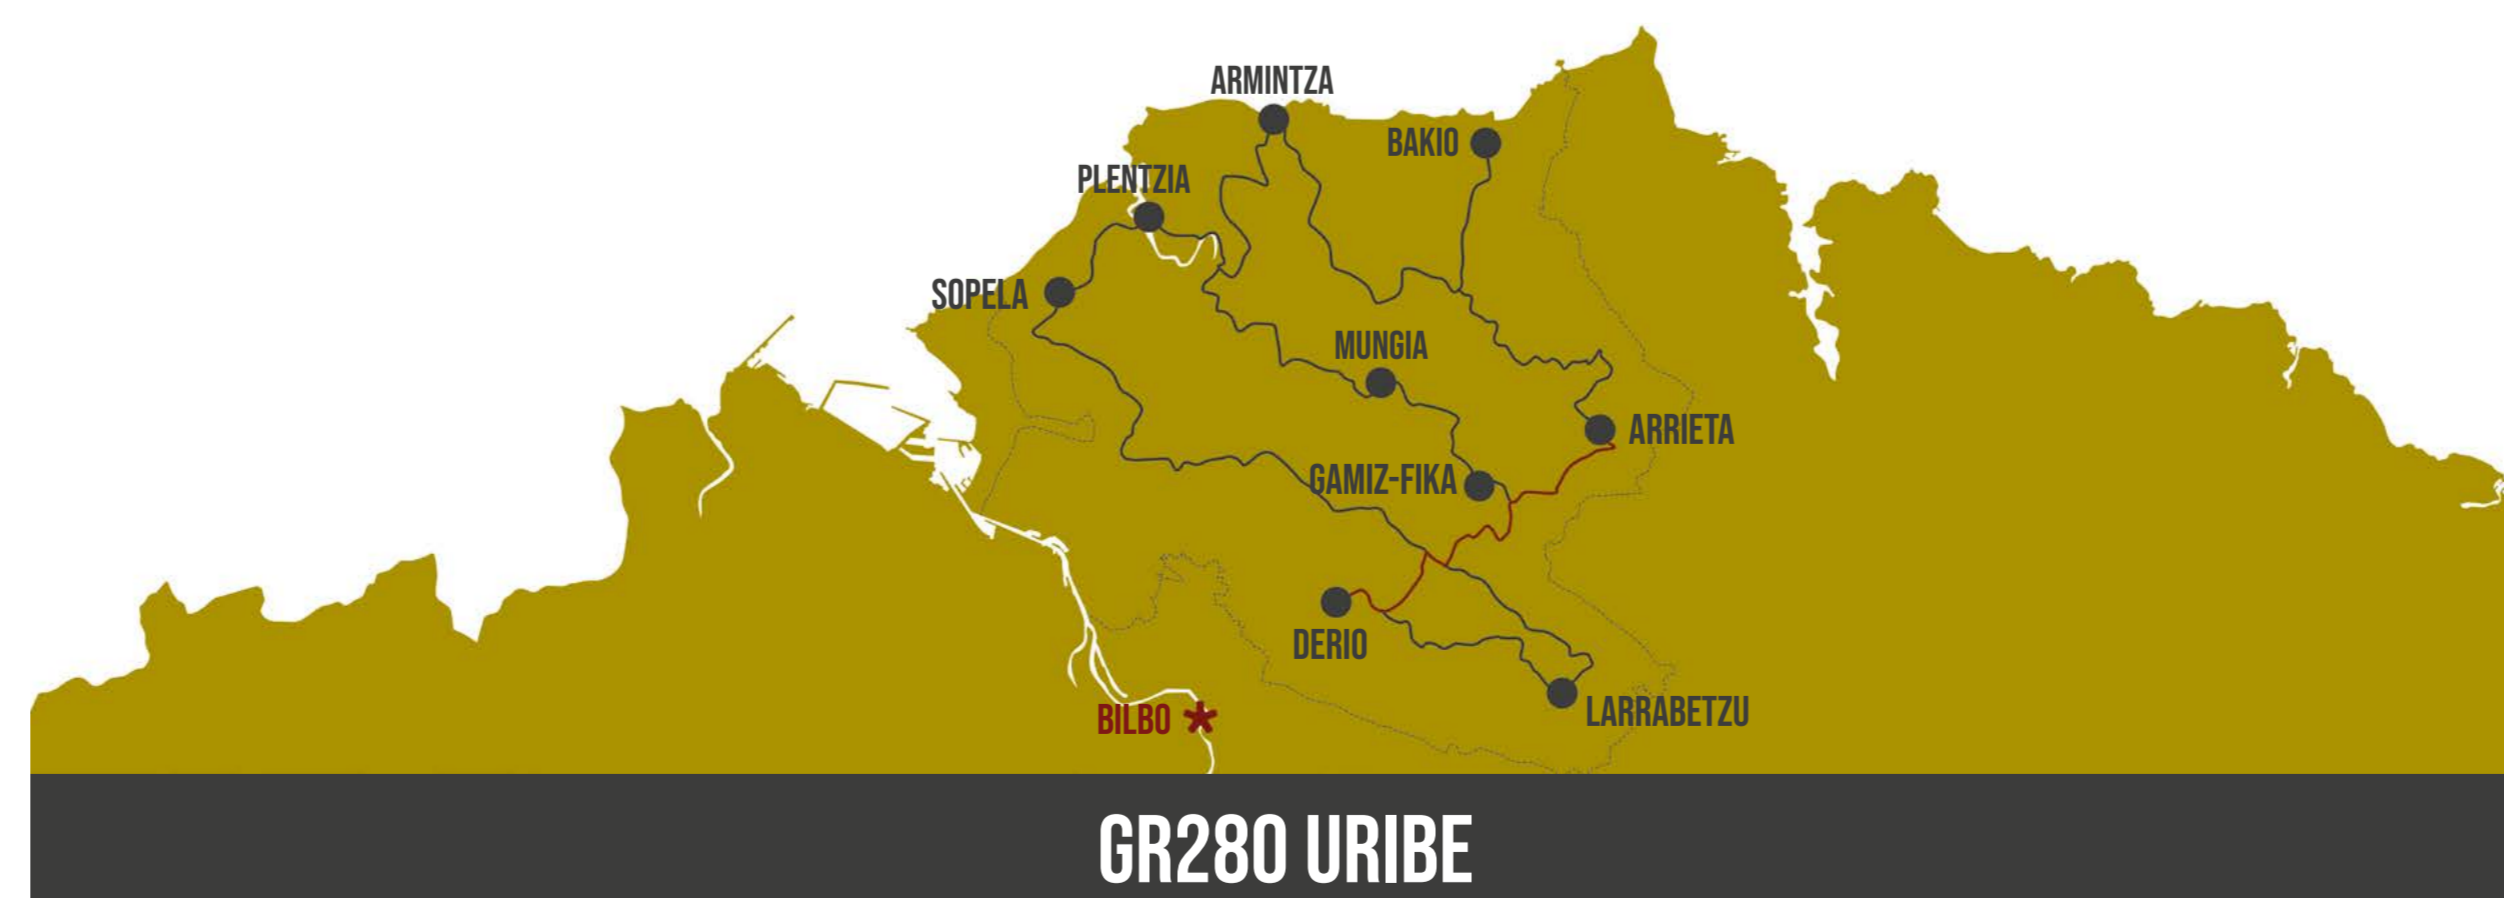 ARMINTZA
BAKIO
PLENTZIA
SOPELA
MUNGIA
ARRIETA
GAMIZ-FIKA
DERIO
LARRABETZU
BILBO
GR280 URIBE